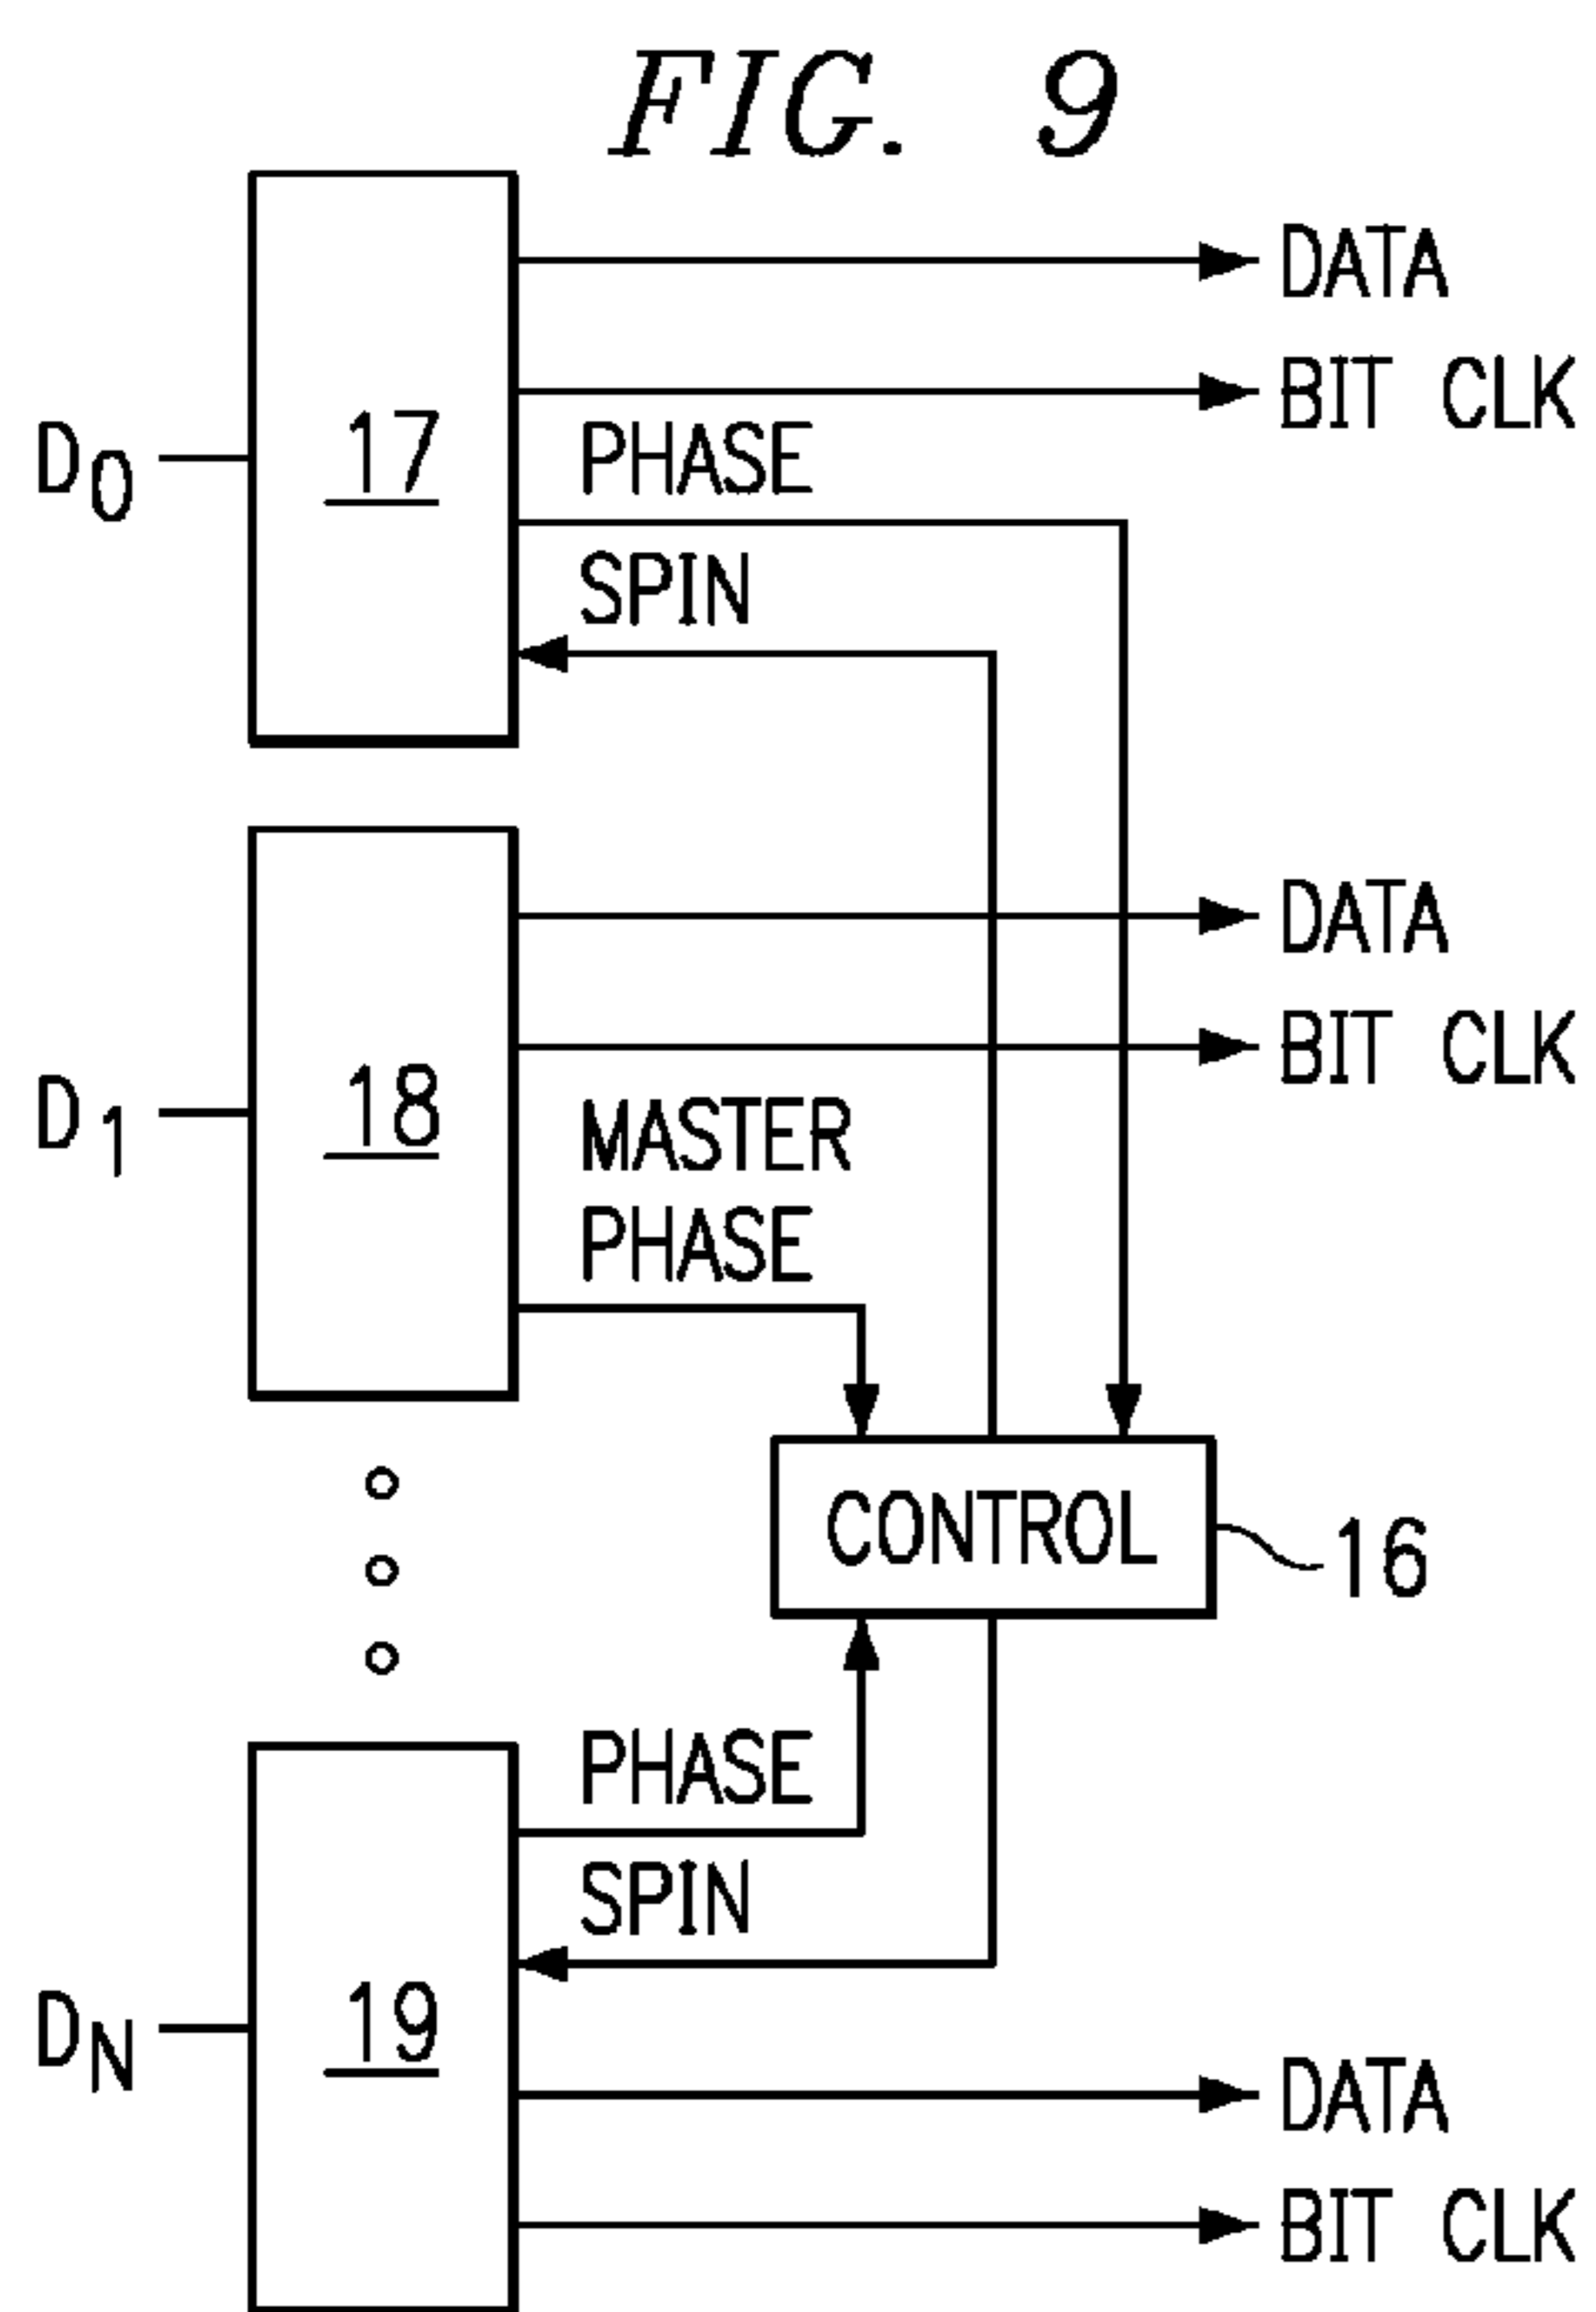 FIG. 9
DATA
BIT CLK
D0
17
PHASE
SPIN
DATA
BIT CLK
D1
18
MASTER
PHASE
CONTROL
16
PHASE
SPIN
DN
19
DATA
BIT CLK